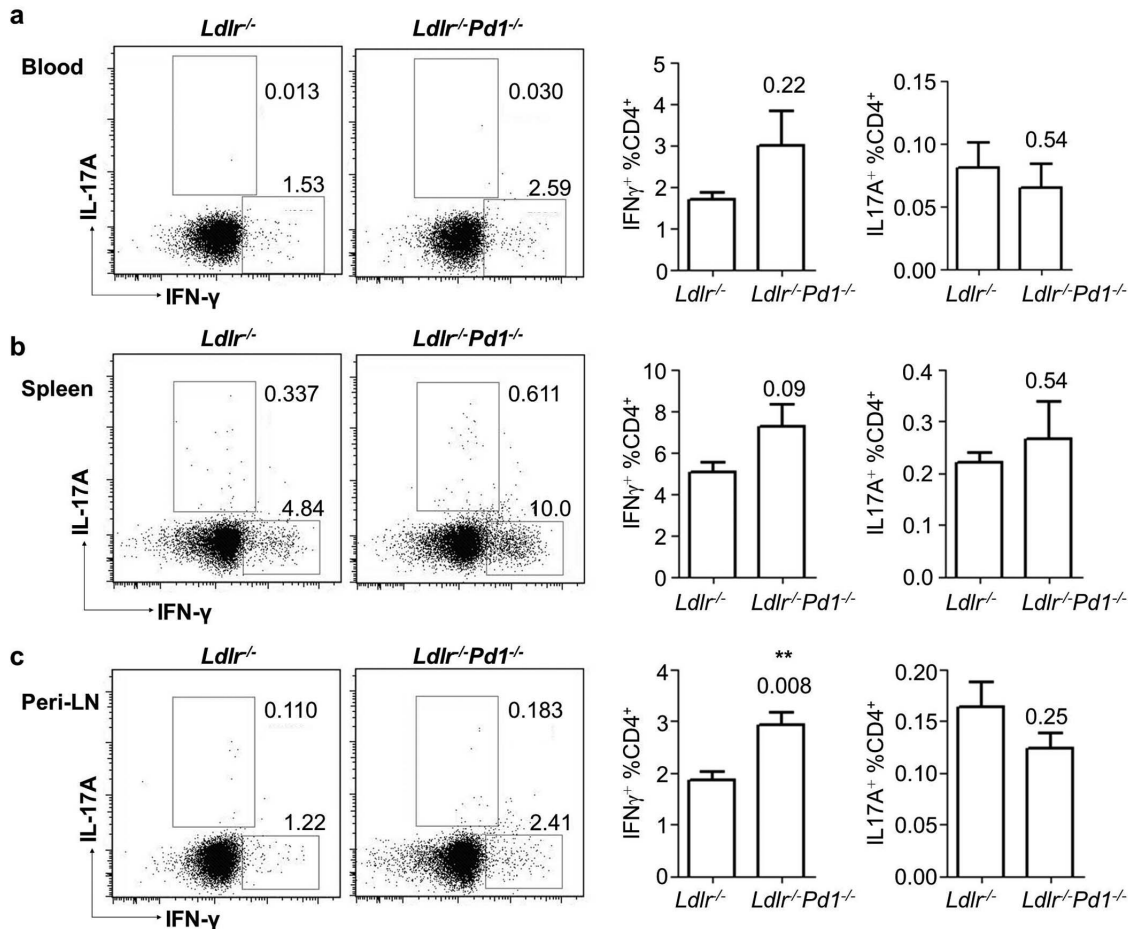 a
Ldlr-/-
Ldlr-/-Pd1-/-
Blood
0.013
0.030
1.53
2.59
IL-17A
IFN-γ
IFNγ+ %CD4+
5
4
3
2
1
0
0.22
Ldlr-/-
Ldlr-/-Pd1-/-
IL17A+ %CD4+
0.15
0.10
0.05
0.00
0.54
Ldlr-/-
Ldlr-/-Pd1-/-
b
Ldlr-/-
Ldlr-/-Pd1-/-
Spleen
0.337
0.611
4.84
10.0
IL-17A
IFN-γ
IFNγ+ %CD4+
10
8
6
4
2
0
0.09
Ldlr-/-
Ldlr-/-Pd1-/-
IL17A+ %CD4+
0.4
0.3
0.2
0.1
0.0
0.54
Ldlr-/-
Ldlr-/-Pd1-/-
c
Ldlr-/-
Ldlr-/-Pd1-/-
Peri-LN
0.110
0.183
1.22
2.41
IL-17A
IFN-γ
IFNγ+ %CD4+
4
3
2
1
0
**
0.008
Ldlr-/-
Ldlr-/-Pd1-/-
IL17A+ %CD4+
0.20
0.15
0.10
0.05
0.00
0.25
Ldlr-/-
Ldlr-/-Pd1-/-